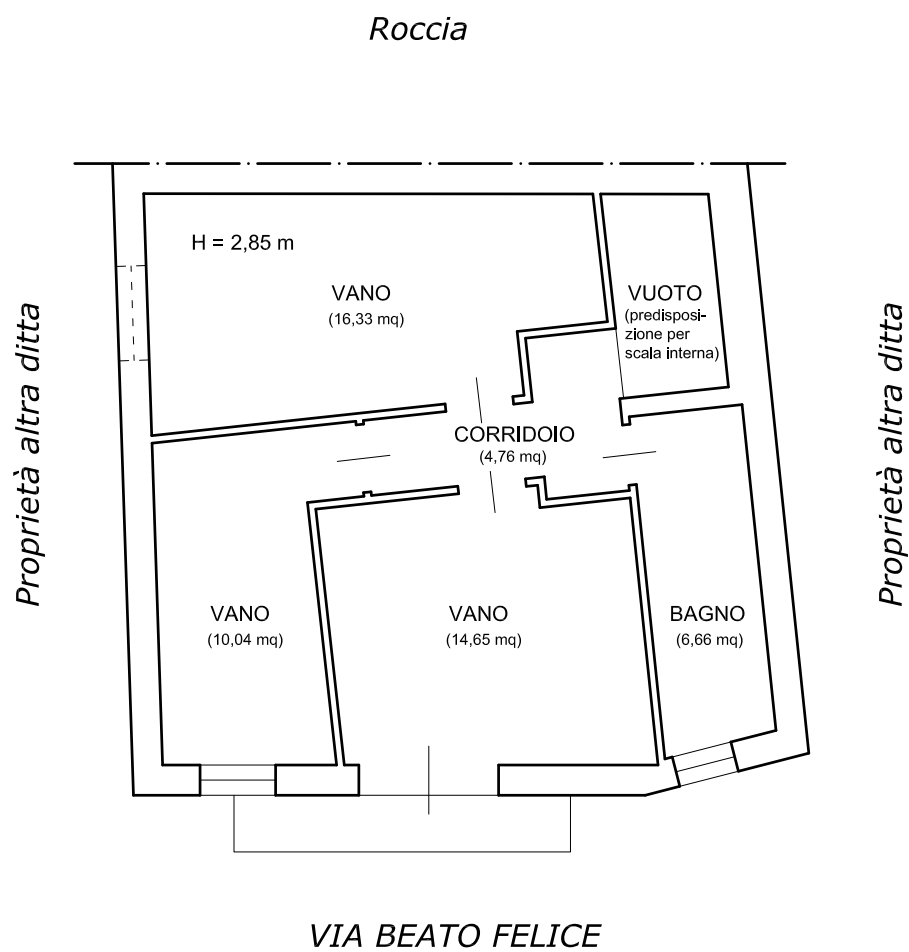 Roccia
H = 2,85 m
VANO
(16,33 mq)
VUOTO
(predisposi-
zione per
scala interna)
Proprietà altra ditta
Proprietà altra ditta
CORRIDOIO
(4,76 mq)
VANO
(10,04 mq)
VANO
(14,65 mq)
BAGNO
(6,66 mq)
VIA BEATO FELICE